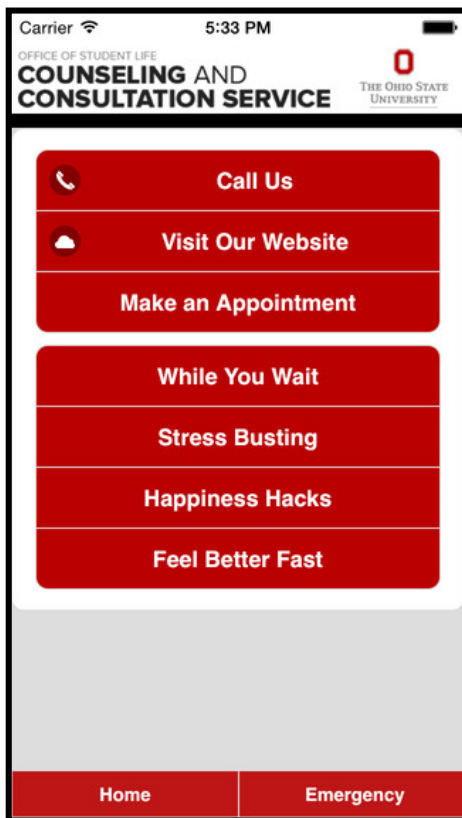 Carrier 5:33 PM
OFFICE OF STUDENT LIFE
COUNSELING AND
CONSULTATION SERVICE
THE OHIO STATE
UNIVERSITY
Call Us
Visit Our Website
Make an Appointment
While You Wait
Stress Busting
Happiness Hacks
Feel Better Fast
Home Emergency